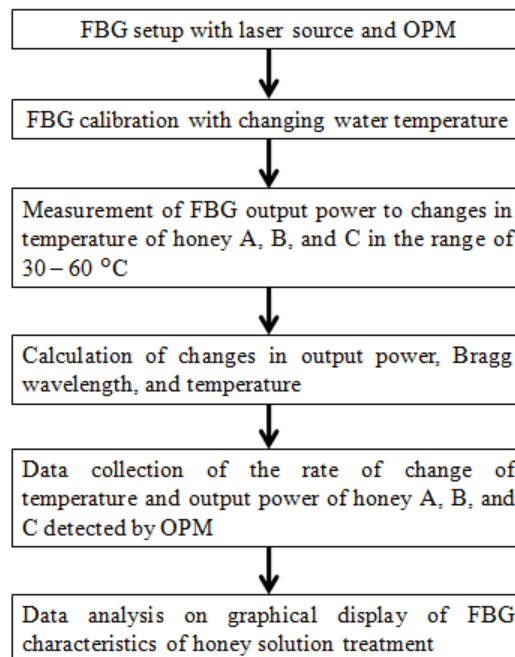 FBG setup with laser source and OPM
FBG calibration with changing water temperature
Measurement of FBG output power to changes in
temperature of honey A, B, and C in the range of
30 – 60 °C
Calculation of changes in output power, Bragg
wavelength, and temperature
Data collection of the rate of change of
temperature and output power of honey A, B, and
C detected by OPM
Data analysis on graphical display of FBG
characteristics of honey solution treatment